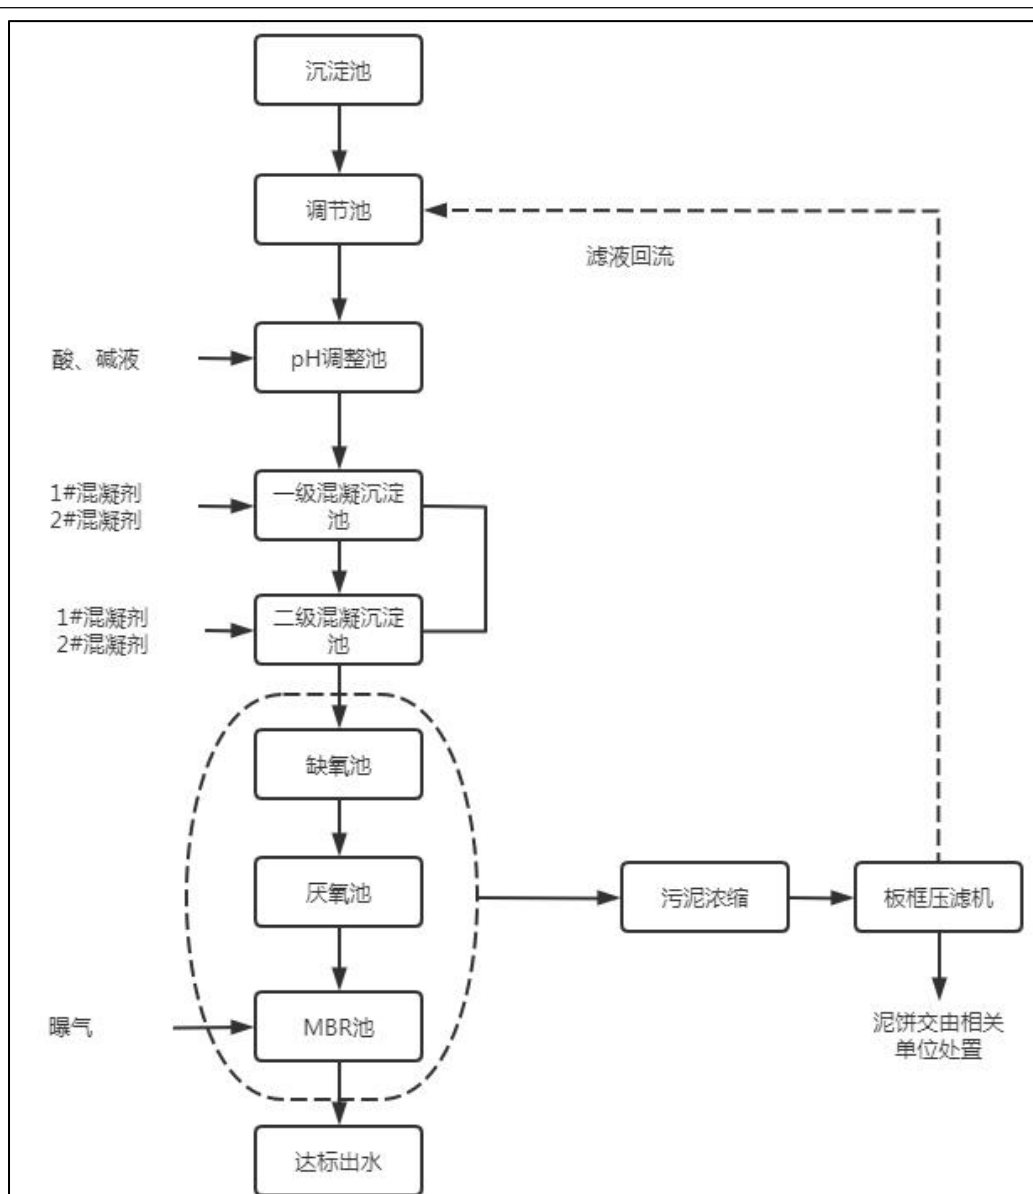 沉淀池
调节池
滤液回流
酸、碱液
pH调整池
1#混凝剂
2#混凝剂
一级混凝沉淀
池
1#混凝剂
2#混凝剂
二级混凝沉淀
池
缺氧池
厌氧池
污泥浓缩
板框压滤机
曝气
MBR池
泥饼交由相关
单位处置
达标出水